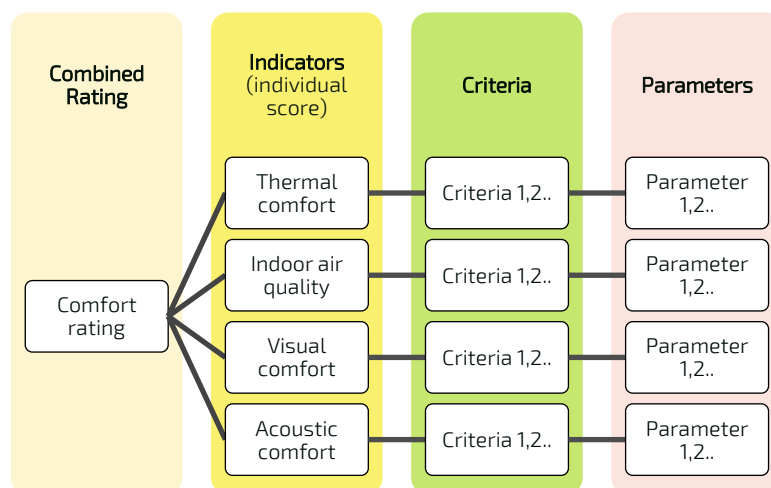 Combined
Rating
Indicators
(individual
score)
Criteria
Parameters
Thermal
comfort
Criteria 1,2..
Parameter
1,2..
Indoor air
quality
Criteria 1,2..
Parameter
1,2..
Comfort
rating
Visual
comfort
Criteria 1,2..
Parameter
1,2..
Acoustic
comfort
Criteria 1,2..
Parameter
1,2..